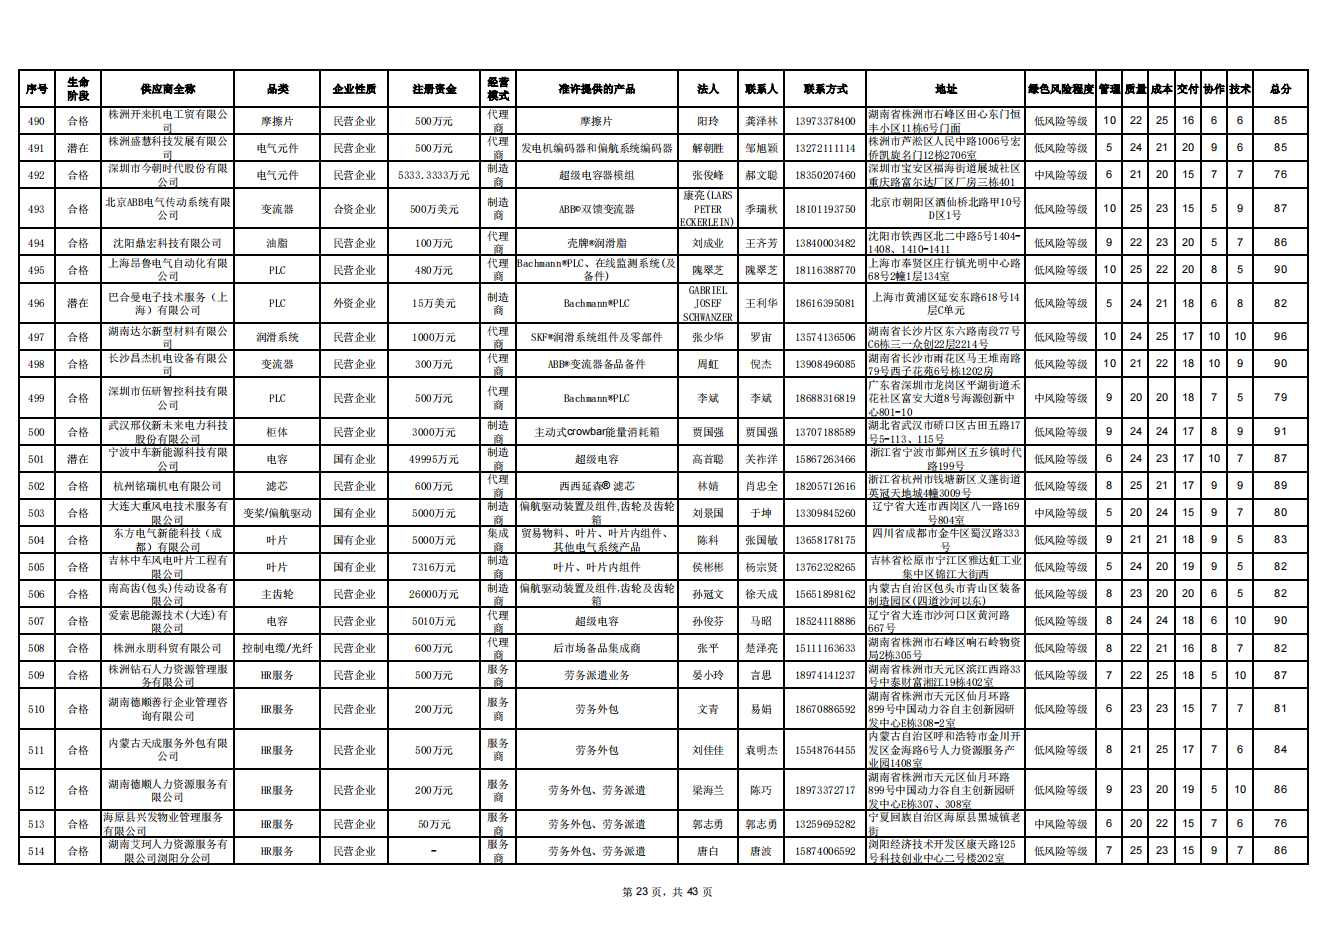 序号 生命阶段 供应商全称 品类 企业性质 注册资金 经营模式 准许提供的产品 法人 联系人 联系方式 地址 绿色风险程度 管理 质量 成本 交付 协作 技术 总分
490 合格 株洲开来机电工贸有限公司 摩擦片 民营企业 500万元 代理商 摩擦片 阳玲 龚泽林 13973378400 湖南省株洲市石峰区田心东门恒丰小区11栋6号门面 低风险等级 10 22 25 16 6 6 85
491 潜在 株洲盛慧科技发展有限公司 电气元件 民营企业 500万元 代理商 发电机编码器和偏航系统编码器 解朝胜 邹旭颖 13272111114 株洲市芦淞区人民中路1006号宏侨凯旋名门12栋2706室 低风险等级 5 24 21 20 9 6 85
492 合格 深圳市今朝时代股份有限公司 电气元件 民营企业 5333.3333万元 制造商 超级电容器模组 张俊峰 郝文聪 18350207460 深圳市宝安区福海街道展城社区重庆路富尔达厂区厂房三栋401 中风险等级 6 21 20 15 7 7 76
493 合格 北京ABB电气传动系统有限公司 变流器 合资企业 500万美元 制造商 ABB©双馈变流器 康亮(LARS PETER ECKERLEIN) 季瑞秋 18101193750 北京市朝阳区酒仙桥北路甲10号D区1号 低风险等级 10 25 23 15 5 9 87
494 合格 沈阳鼎宏科技有限公司 油脂 民营企业 100万元 代理商 壳牌®润滑脂 刘成业 王齐芳 13840003482 沈阳市铁西区北二中路5号1404-1408、1410-1411 低风险等级 9 22 23 20 5 7 86
495 合格 上海昂鲁电气自动化有限公司 PLC 民营企业 480万元 代理商 Bachmann®PLC、在线监测系统(及备件) 隗翠芝 隗翠芝 18116388770 上海市奉贤区庄行镇光明中心路68号2幢1层134室 低风险等级 10 25 22 20 8 5 90
496 潜在 巴合曼电子技术服务（上海）有限公司 PLC 外资企业 15万美元 制造商 Bachmann®PLC GABRIEL JOSEF SCHWANZER 王利华 18616395081 上海市黄浦区延安东路618号14层C单元 低风险等级 5 24 21 18 6 8 82
497 合格 湖南达尔新型材料有限公司 润滑系统 民营企业 1000万元 代理商 SKF®润滑系统组件及零部件 张少华 罗宙 13574136506 湖南省长沙片区东六路南段77号C6栋三一众创22层2214号 低风险等级 10 24 25 17 10 10 96
498 合格 长沙昌杰机电设备有限公司 变流器 民营企业 300万元 代理商 ABB®变流器备品备件 周虹 倪杰 13908496085 湖南省长沙市雨花区马王堆南路79号西子花苑6号栋1202房 低风险等级 10 21 22 18 10 9 90
499 合格 深圳市伍研智控科技有限公司 PLC 民营企业 500万元 代理商 Bachmann®PLC 李斌 李斌 18688316819 广东省深圳市龙岗区平湖街道禾花社区富安大道8号海源创新中心801-10 中风险等级 9 20 20 18 7 5 79
500 合格 武汉邢仪新未来电力科技股份有限公司 柜体 民营企业 3000万元 制造商 主动式crowbar能量消耗箱 贾国强 贾国强 13707188589 湖北省武汉市硚口区古田五路17号5-113、115号 低风险等级 9 24 24 17 8 9 91
501 潜在 宁波中车新能源科技有限公司 电容 国有企业 49995万元 制造商 超级电容 高首聪 关祚洋 15867263466 浙江省宁波市鄞州区五乡镇时代路199号 低风险等级 6 24 23 17 10 7 87
502 合格 杭州铭瑞机电有限公司 滤芯 民营企业 600万元 代理商 西西延森® 滤芯 林婧 肖忠全 18205712616 浙江省杭州市钱塘新区义蓬街道英冠天地城4幢3009号 低风险等级 8 25 21 17 9 9 89
503 合格 大连大重风电技术服务有限公司 变桨/偏航驱动 国有企业 5000万元 制造商 偏航驱动装置及组件,齿轮及齿轮箱 刘景国 于坤 13309845260 辽宁省大连市西岗区八一路169号804室 中风险等级 5 20 24 15 9 7 80
504 合格 东方电气新能科技（成都）有限公司 叶片 国有企业 5000万元 集成商 贸易物料、叶片、叶片内组件、其他电气系统产品 陈科 张国敏 13658178175 四川省成都市金牛区蜀汉路333号 低风险等级 9 21 21 18 9 5 83
505 合格 吉林中车风电叶片工程有限公司 叶片 国有企业 7316万元 制造商 叶片、叶片内组件 侯彬彬 杨宗贤 13762328265 吉林省松原市宁江区雅达虹工业集中区锦江大街西 低风险等级 5 24 20 19 9 5 82
506 合格 南高齿(包头)传动设备有限公司 主齿轮 民营企业 26000万元 制造商 偏航驱动装置及组件,齿轮及齿轮箱 孙冠文 徐天成 15651898162 内蒙古自治区包头市青山区装备制造园区(四道沙河以东) 低风险等级 8 23 20 20 6 5 82
507 合格 爱索思能源技术(大连)有限公司 电容 民营企业 5010万元 代理商 超级电容 孙俊芬 马昭 18524118886 辽宁省大连市沙河口区黄河路667号 低风险等级 8 24 24 18 6 10 90
508 合格 株洲永朋科贸有限公司 控制电缆/光纤 民营企业 600万元 代理商 后市场备品集成商 张平 楚泽亮 15111163633 湖南省株洲市石峰区响石岭物资局2栋305号 低风险等级 8 22 21 16 8 7 82
509 合格 株洲钻石人力资源管理服务有限公司 HR服务 民营企业 500万元 服务商 劳务派遣业务 晏小玲 言思 18974141237 湖南省株洲市天元区滨江西路33号中泰财富湘江19栋402室 低风险等级 7 22 25 18 5 10 87
510 合格 湖南德顺善行企业管理咨询有限公司 HR服务 民营企业 200万元 服务商 劳务外包 文青 易娟 18670886592 湖南省株洲市天元区仙月环路899号中国动力谷自主创新园研发中心E栋308-2室 低风险等级 6 23 23 15 7 7 81
511 合格 内蒙古天成服务外包有限公司 HR服务 民营企业 500万元 服务商 劳务外包 刘佳佳 袁明杰 15548764455 内蒙古自治区呼和浩特市金川开发区金海路6号人力资源服务产业园1408室 低风险等级 8 21 25 17 7 6 84
512 合格 湖南德顺人力资源服务有限公司 HR服务 民营企业 200万元 服务商 劳务外包、劳务派遣 梁海兰 陈巧 18973372717 湖南省株洲市天元区仙月环路899号中国动力谷自主创新园研发中心E栋307、308室 低风险等级 9 23 20 19 5 10 86
513 合格 海原县兴发物业管理服务有限公司 HR服务 民营企业 50万元 服务商 劳务外包、劳务派遣 郭志勇 郭志勇 13259695282 宁夏回族自治区海原县黑城镇老街 中风险等级 6 20 22 15 7 6 76
514 合格 湖南艾珂人力资源服务有限公司浏阳分公司 HR服务 民营企业 - 服务商 劳务外包、劳务派遣 唐白 唐波 15874006592 浏阳经济技术开发区康天路125号科技创业中心二号楼202室 低风险等级 7 25 23 15 9 7 86
第 23 页，共 43 页